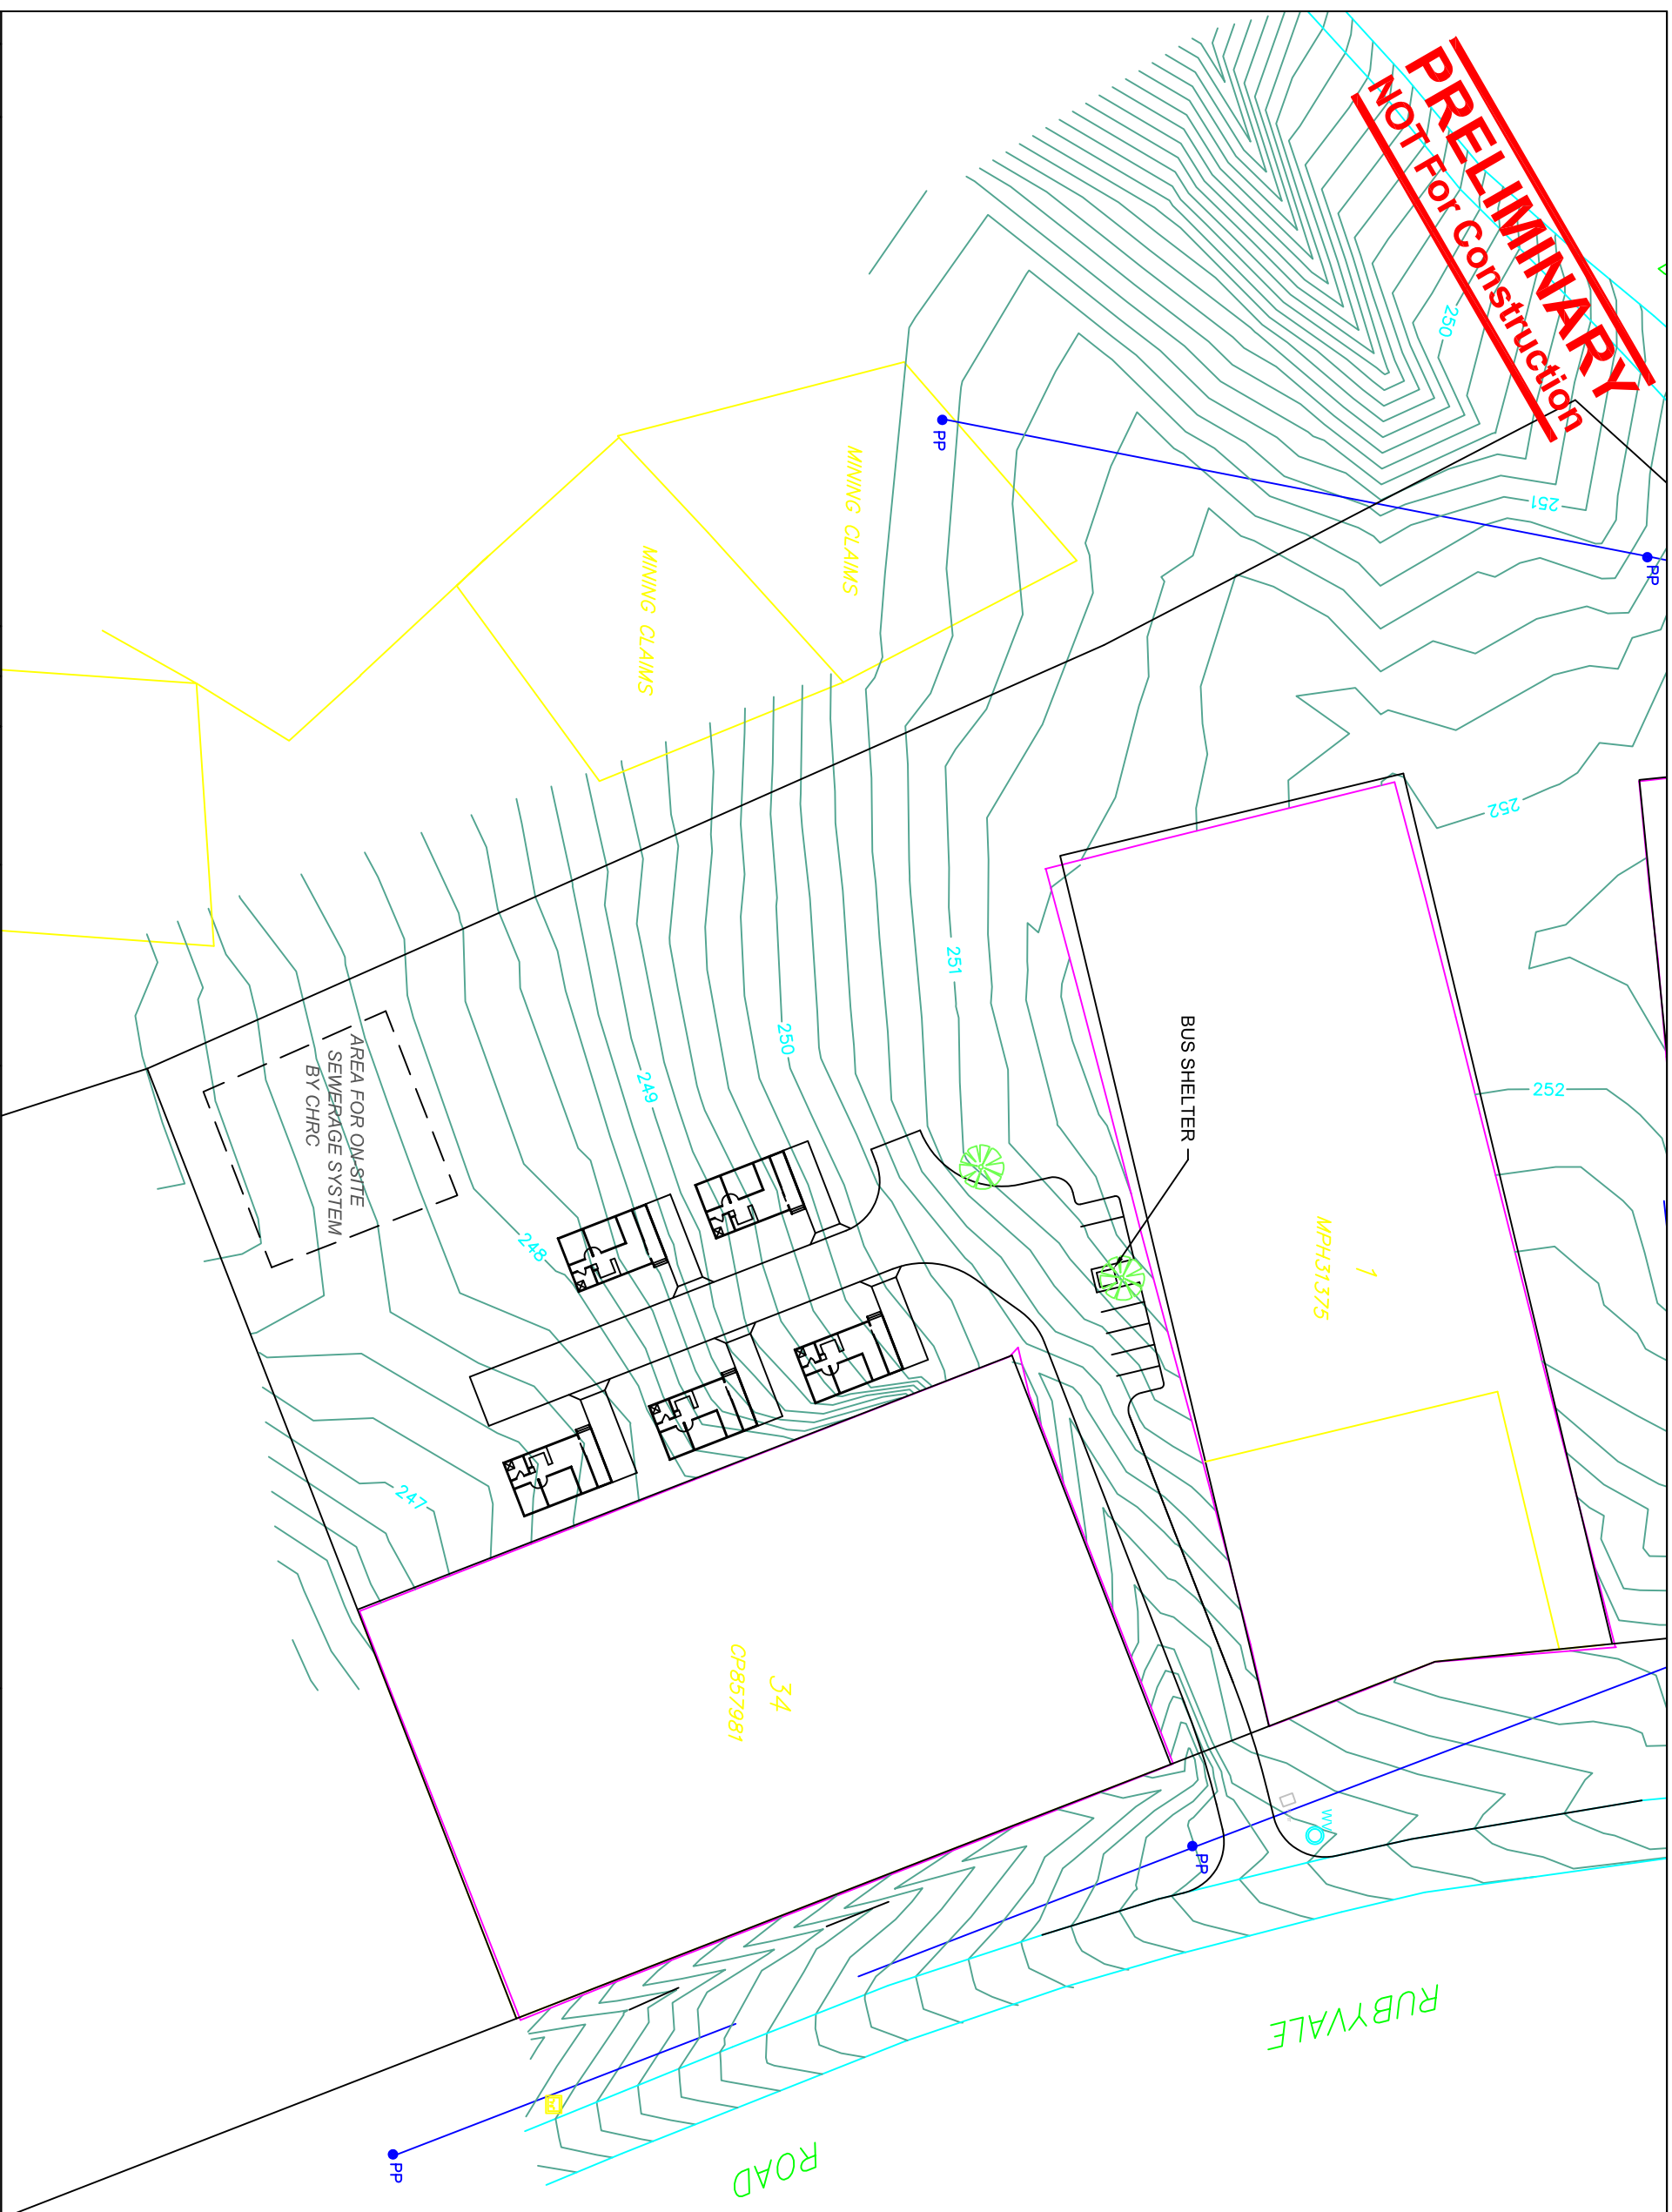 PRELIMINARY
NOT For Construction
250
251
PP
PP
MINING CLAIMS
MINING CLAIMS
252
251
250
249
BUS SHELTER
252
AREA FOR ON-SITE
SEWERAGE SYSTEM
BY CHRC
248
1
MPH31375
247
34
CP857981
WV
PP
RUBYVALE
ROAD
PP